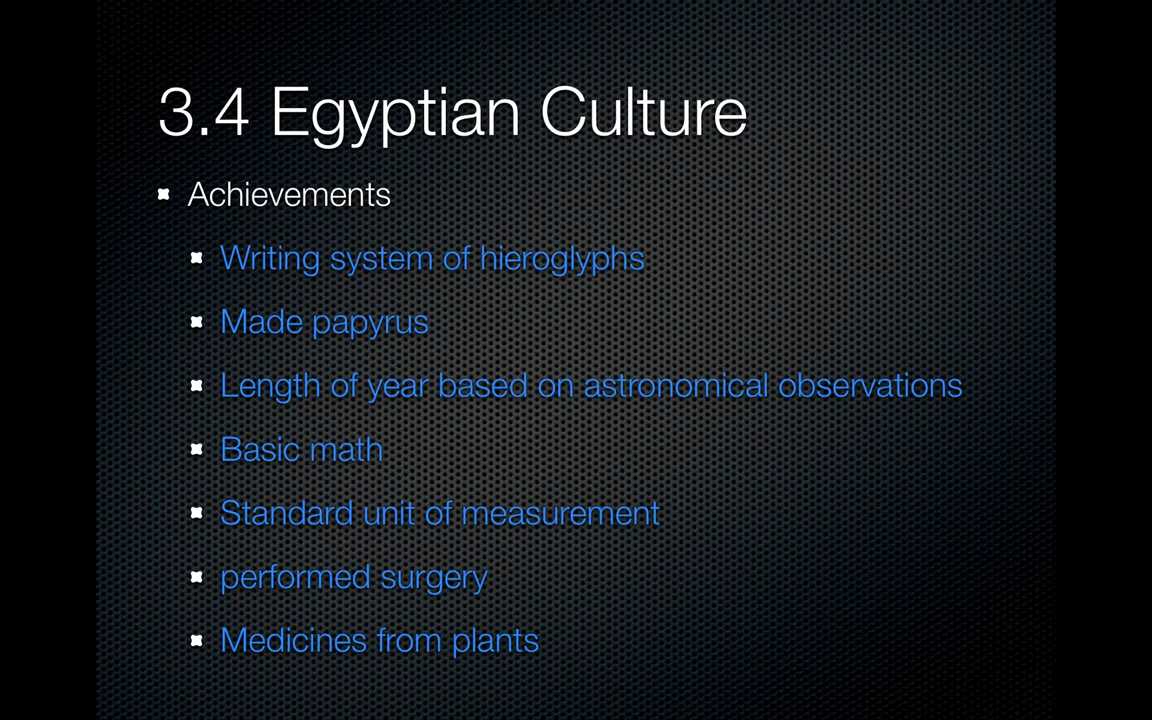 3.4 Egyptian Culture
Achievements
Writing system of hieroglyphs
Made papyrus
Length of year based on astronomical observations
Basic math
Standard unit of measurement
performed surgery
Medicines from plants